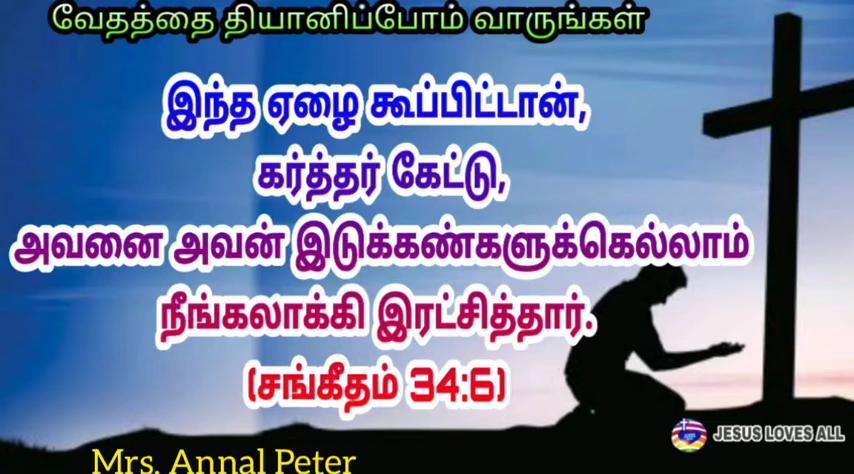 வேதத்தை தியானிப்போம் வாருங்கள்
இந்த ஏழை கூப்பிட்டான்,
கர்த்தர் கேட்டு,
அவனை அவன் இடுக்கண்களுக்கெல்லாம்
நீங்கலாக்கி இரட்சித்தார்.
(சங்கீதம் 34:6)
JESUS LOVES ALL
Mrs. Annal Peter